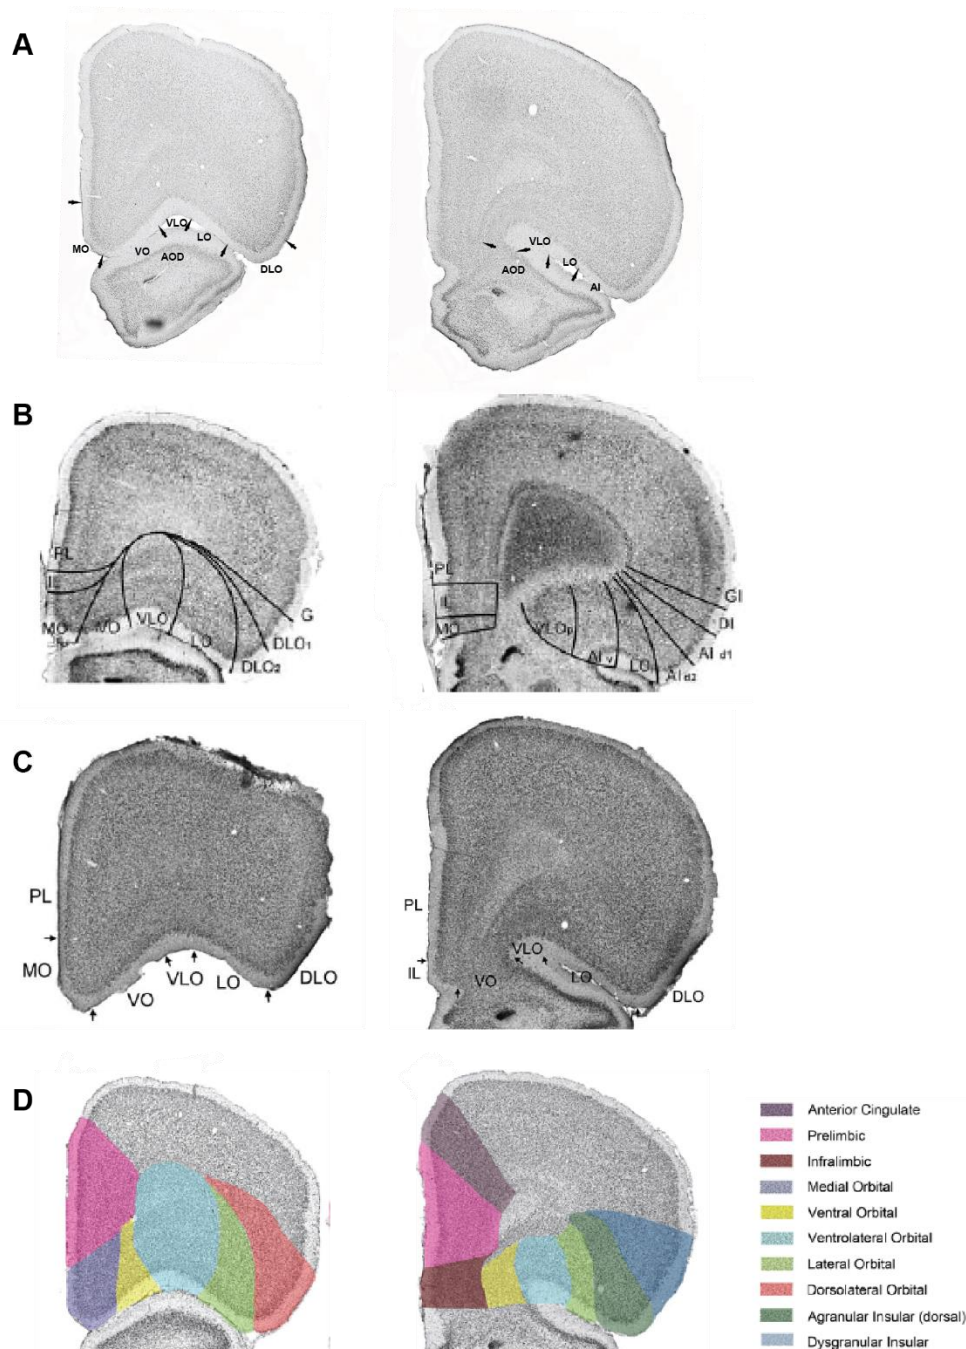 A
MO
VO
VLO
LO
AOD
DLO
VLO
AOD
LO
AI
B
PL
IL
MO
VO
VLO
LO
G
DLO1
DLO2
PL
IL
MO
VLOp
AI v
LO
GI
DI
AI d1
AI d2
C
PL
MO
VO
VLO
LO
DLO
PL
IL
VO
VLO
LO
DLO
D
Anterior Cingulate
Prelimbic
Infralimbic
Medial Orbital
Ventral Orbital
Ventrolateral Orbital
Lateral Orbital
Dorsolateral Orbital
Agranular Insular (dorsal)
Dysgranular Insular